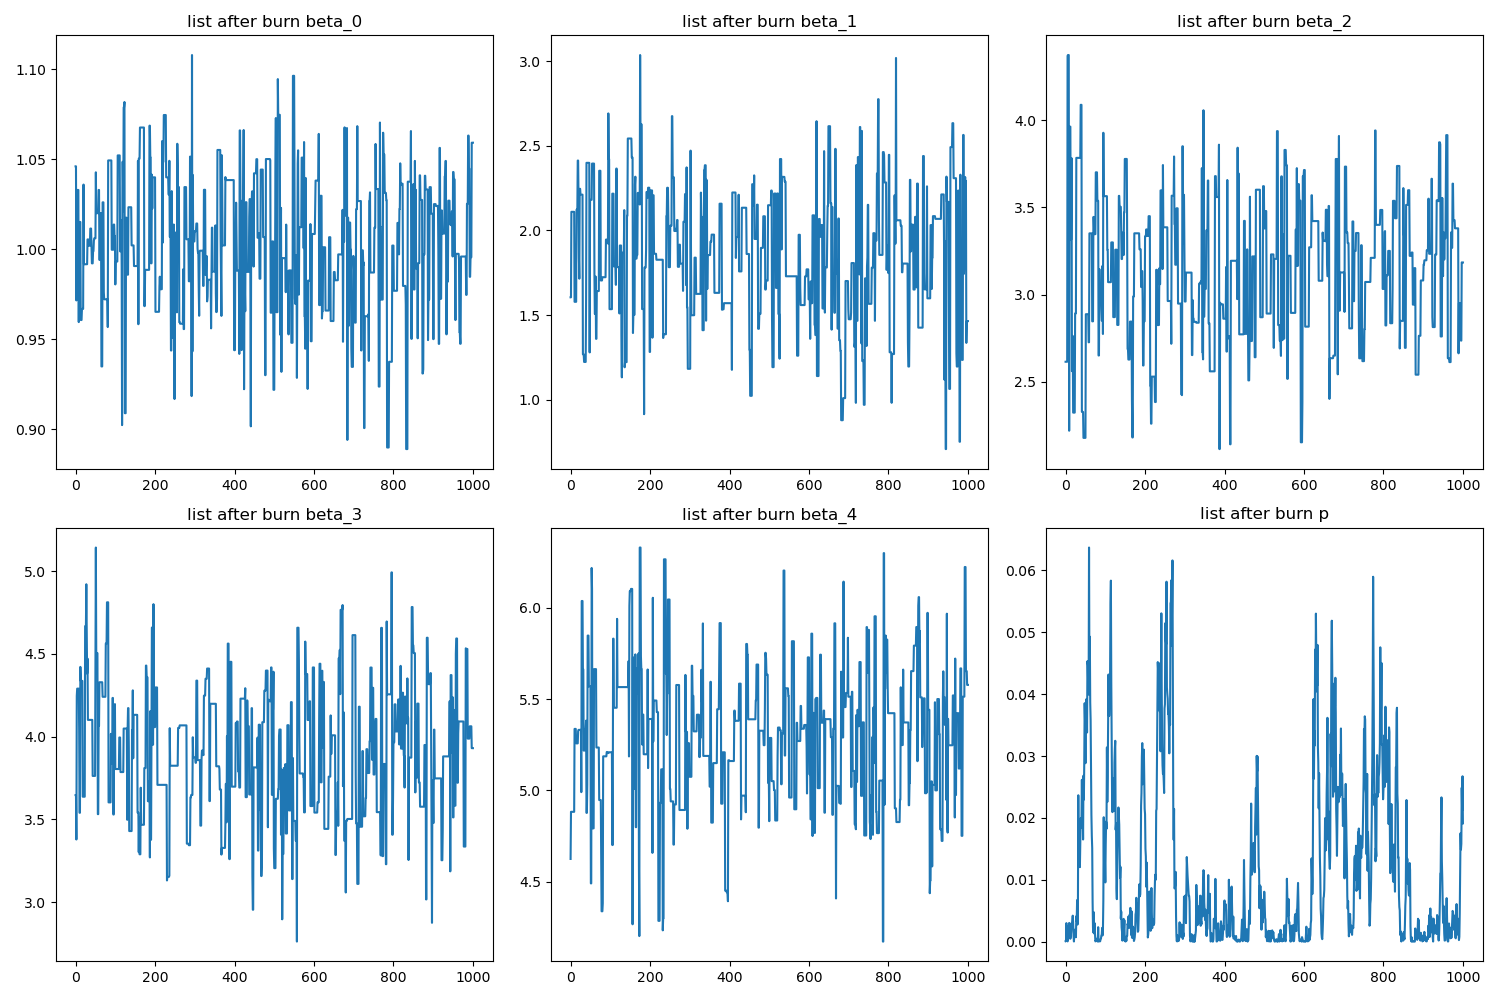 list after burn beta_0
1.10
1.05
1.00
0.95
0.90
0 200 400 600 800 1000
list after burn beta_1
3.0
2.5
2.0
1.5
1.0
0 200 400 600 800 1000
list after burn beta_2
4.0
3.5
3.0
2.5
0 200 400 600 800 1000
list after burn beta_3
5.0
4.5
4.0
3.5
3.0
0 200 400 600 800 1000
list after burn beta_4
6.0
5.5
5.0
4.5
0 200 400 600 800 1000
list after burn p
0.06
0.05
0.04
0.03
0.02
0.01
0.00
0 200 400 600 800 1000